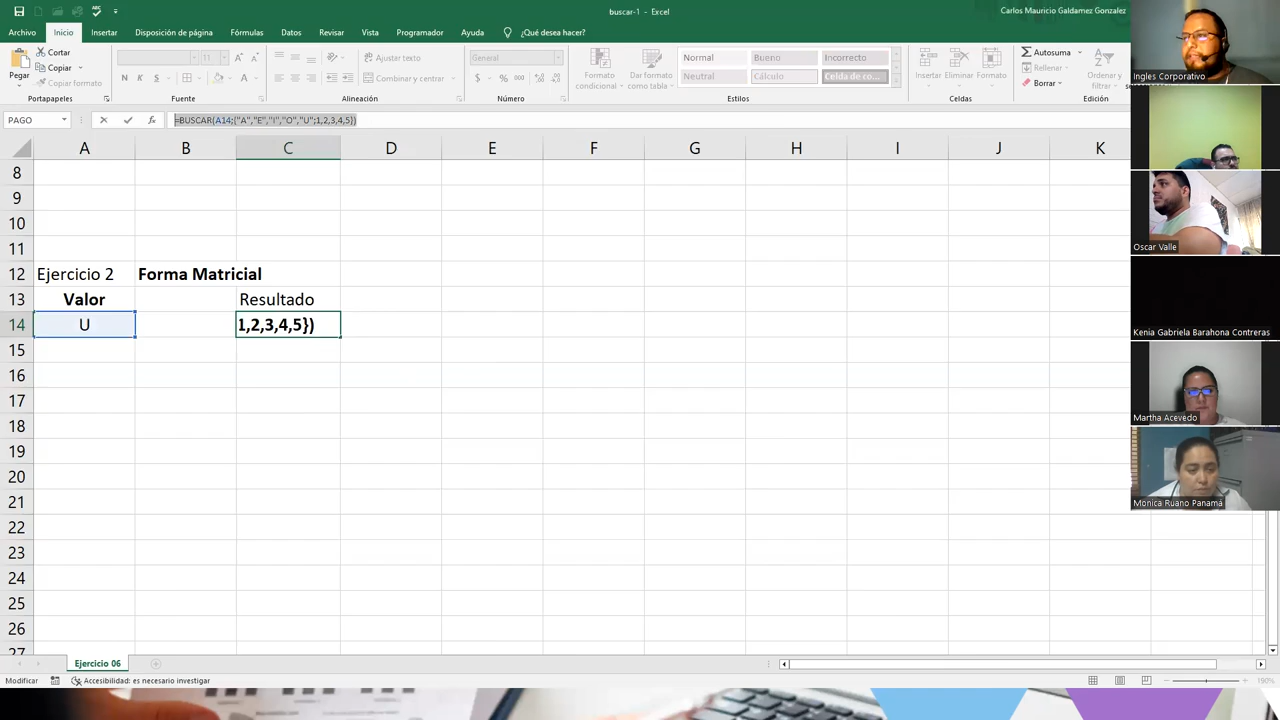 buscar-1 - Excel
Carlos Mauricio Galdamez Gonzalez
Archivo Inicio Insertar Disposición de página Fórmulas Datos Revisar Vista Programador Ayuda ¿Qué desea hacer?
Pegar
Cortar
Copiar
Copiar formato
Portapapeles
11
N K S
Fuente
Ajustar texto
Combinar y centrar
Alineación
$ % 000
Número
Formato condicional
Dar formato como tabla
Normal Bueno Incorrecto
Neutral Cálculo Celda de co...
Estilos
Insertar Eliminar Formato
Celdas
Autosuma
Rellenar
Borrar
Ordenar y
Edición
PAGO
=BUSCAR(A14;{"A","E","I","O","U";1,2,3,4,5})
A B C D E F G H I J K
8
9
10
11
12 Ejercicio 2 Forma Matricial
13 Valor Resultado
14 U 1,2,3,4,5})
15
16
17
18
19
20
21
22
23
24
25
26
27
Ejercicio 06
Modificar Accesibilidad: es necesario investigar
190%
Ingles Corporativo
Oscar Valle
Kenia Gabriela Barahona Contreras
Martha Acevedo
Monica Ruano Panamá